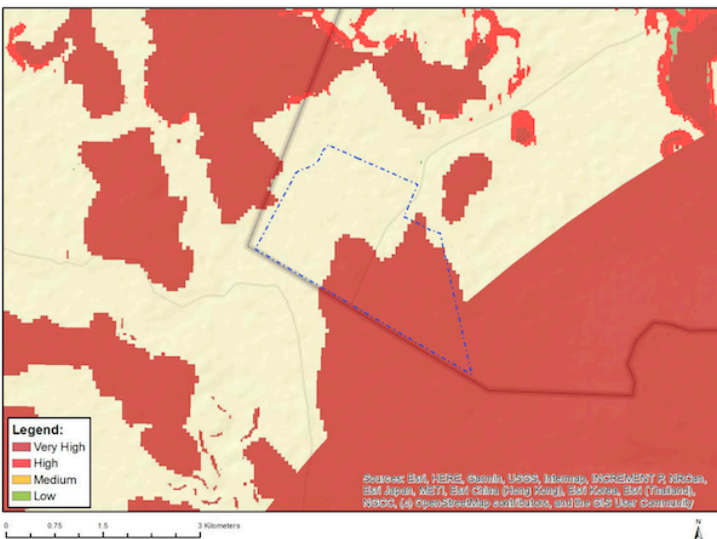 Legend:
Very High
High
Medium
Low
Sources: Esri, HERE, Garmin, USGS, Intermap, INCREMENT P, NRCan,
Esri Japan, METI, Esri China (Hong Kong), Esri Korea, Esri (Thailand),
NGCC, (c) OpenStreetMap contributors, and the GIS User Community
0 0.75 1.5 3 Kilometers
N